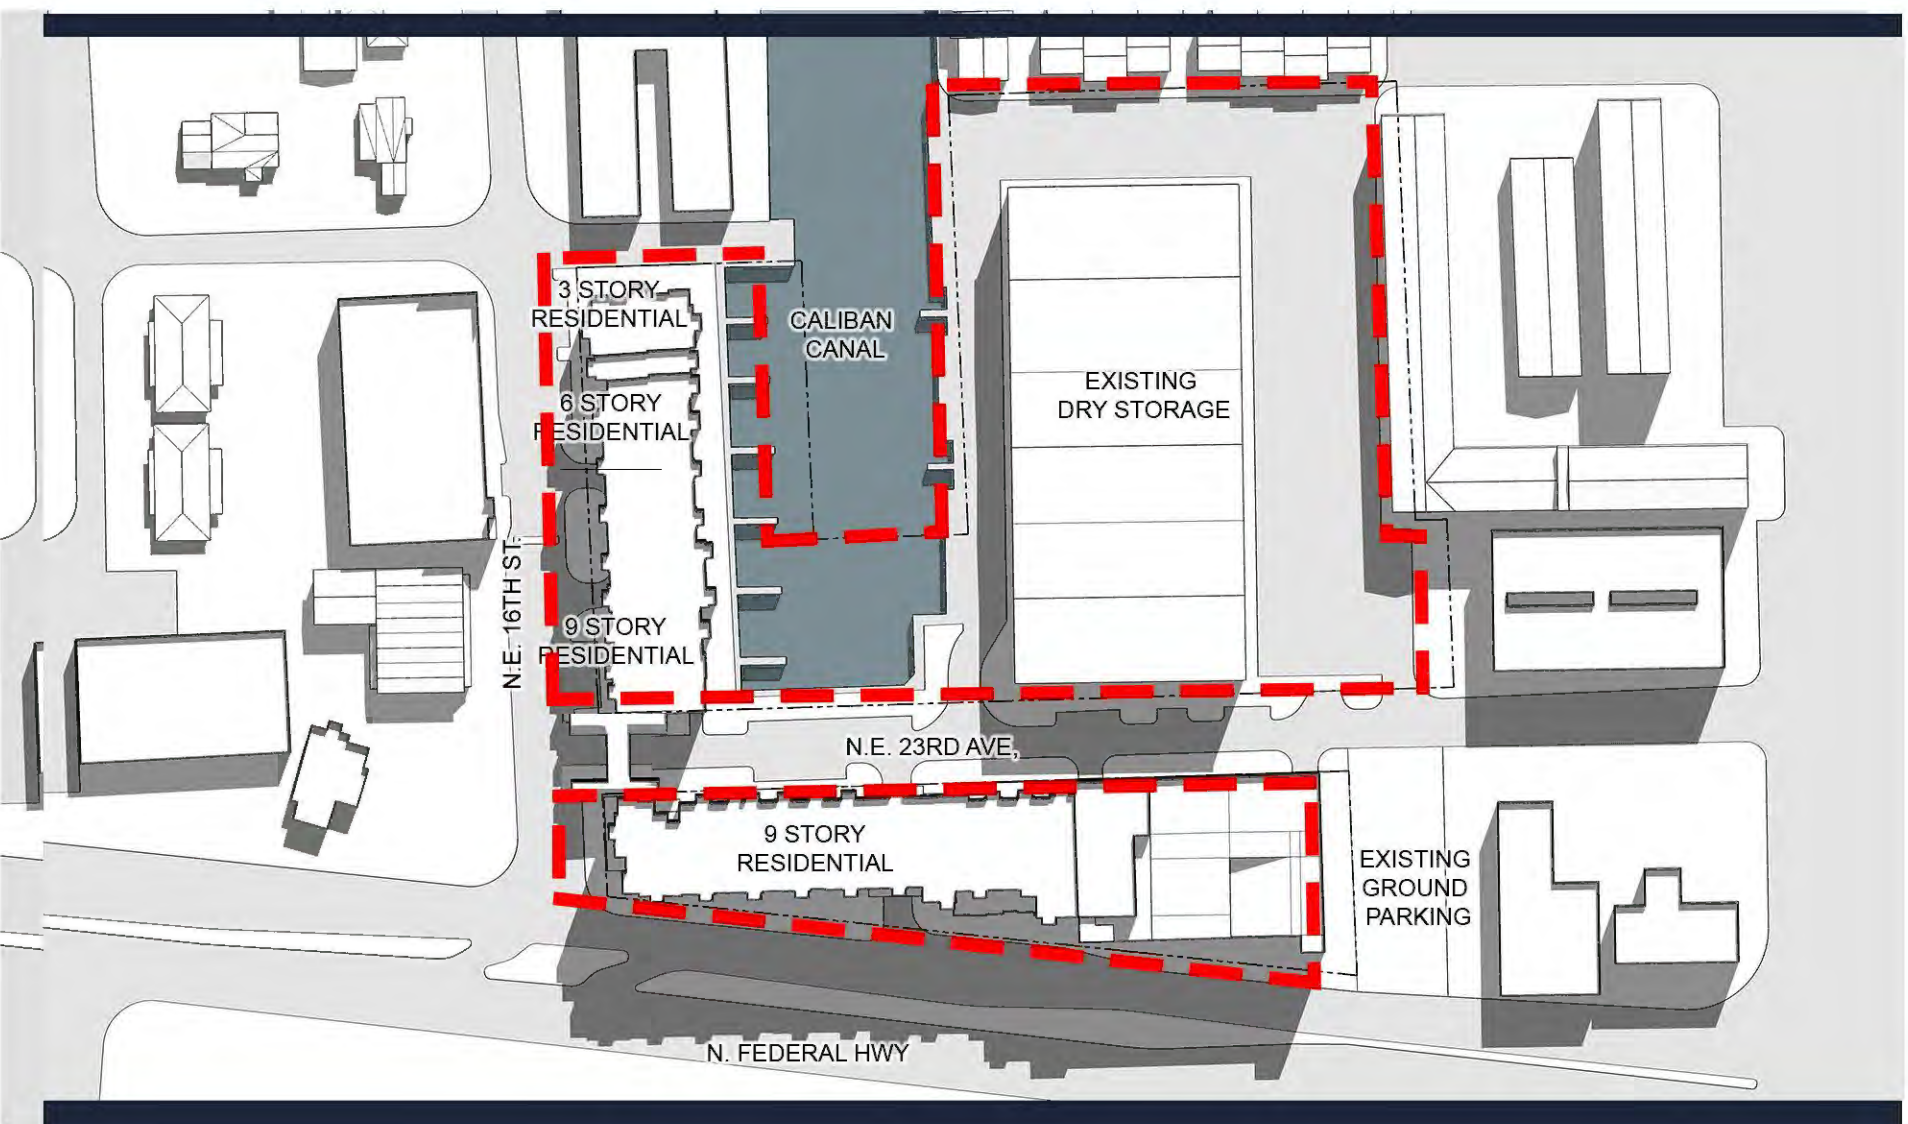 3 STORY
RESIDENTIAL
CALIBAN
CANAL
6 STORY
RESIDENTIAL
EXISTING
DRY STORAGE
N.E. 16TH ST.
9 STORY
RESIDENTIAL
N.E. 23RD AVE,
9 STORY
RESIDENTIAL
EXISTING
GROUND
PARKING
N. FEDERAL HWY